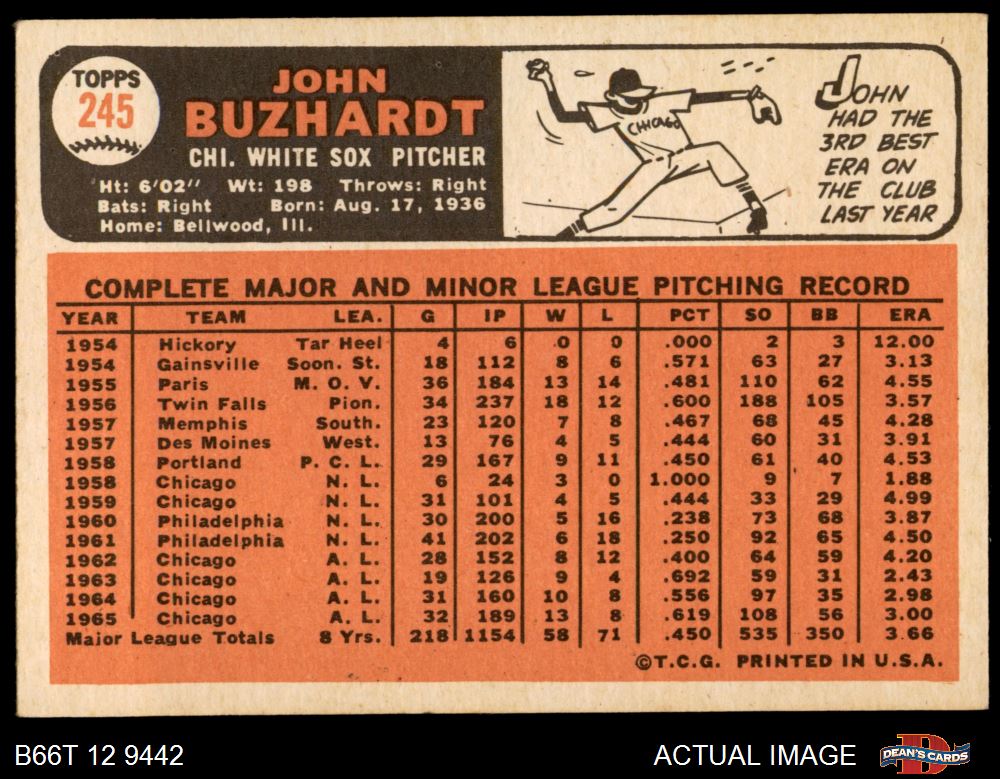 TOPPS
245
JOHN
BUZHARDT
CHI. WHITE SOX PITCHER
Ht: 6'02" Wt: 198 Throws: Right
Bats: Right Born: Aug. 17, 1936
Home: Bellwood, Ill.
CHICAGO
JOHN
HAD THE
3RD BEST
ERA ON
THE CLUB
LAST YEAR
COMPLETE MAJOR AND MINOR LEAGUE PITCHING RECORD
YEAR TEAM LEA. G IP W L PCT SO BB ERA
1954 Hickory Tar Heel 4 6 0 0 .000 2 3 12.00
1954 Gainsville Soon. St. 18 112 8 6 .571 63 27 3.13
1955 Paris M. O. V. 36 184 13 14 .481 110 62 4.55
1956 Twin Falls Pion. 34 237 18 12 .600 188 105 3.57
1957 Memphis South. 23 120 7 8 .467 68 45 4.28
1957 Des Moines West. 13 76 4 5 .444 60 31 3.91
1958 Portland P. C. L. 29 167 9 11 .450 61 40 4.53
1958 Chicago N. L. 6 24 3 0 1.000 9 7 1.88
1959 Chicago N. L. 31 101 4 5 .444 33 29 4.99
1960 Philadelphia N. L. 30 200 5 16 .238 73 68 3.87
1961 Philadelphia N. L. 41 202 6 18 .250 92 65 4.50
1962 Chicago A. L. 28 152 8 12 .400 64 59 4.20
1963 Chicago A. L. 19 126 9 4 .692 59 31 2.43
1964 Chicago A. L. 31 160 10 8 .556 97 35 2.98
1965 Chicago A. L. 32 189 13 8 .619 108 56 3.00
Major League Totals 8 Yrs. 218 1154 58 71 .450 535 350 3.66
©T.C.G. PRINTED IN U.S.A.
B66T 12 9442
ACTUAL IMAGE
DEAN'S CARDS